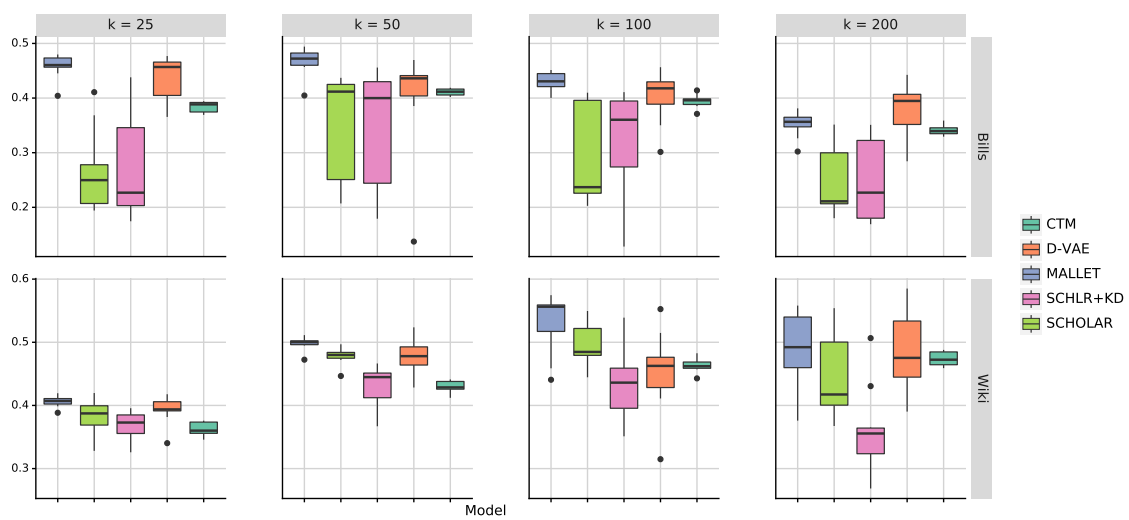 k = 25
k = 50
k = 100
k = 200
0.5
0.4
0.3
0.2
Bills
0.6
0.5
0.4
0.3
Wiki
Model
CTM
D-VAE
MALLET
SCHLR+KD
SCHOLAR